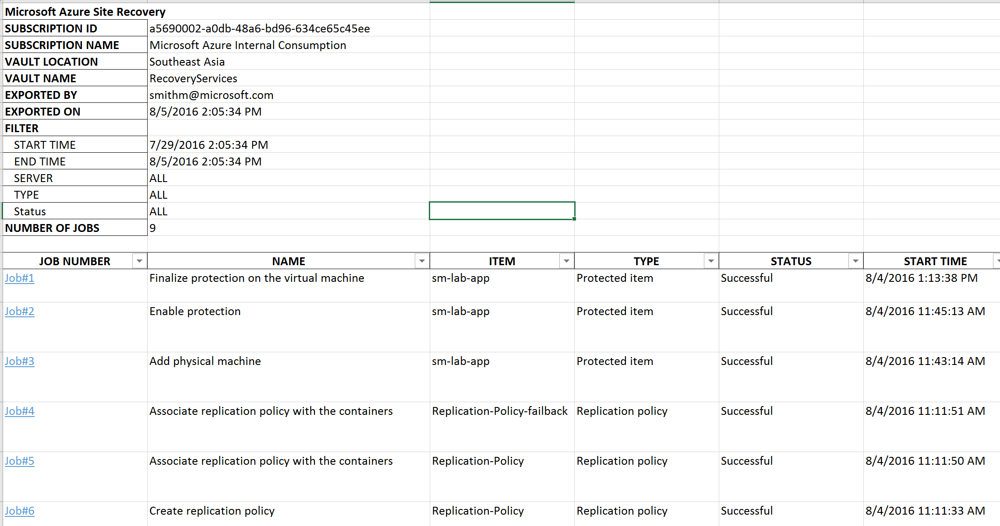 Microsoft Azure Site Recovery
SUBSCRIPTION ID a5690002-a0db-48a6-bd96-634ce65c45ee
SUBSCRIPTION NAME Microsoft Azure Internal Consumption
VAULT LOCATION Southeast Asia
VAULT NAME RecoveryServices
EXPORTED BY smithm@microsoft.com
EXPORTED ON 8/5/2016 2:05:34 PM
FILTER
START TIME 7/29/2016 2:05:34 PM
END TIME 8/5/2016 2:05:34 PM
SERVER ALL
TYPE ALL
Status ALL
NUMBER OF JOBS 9
JOB NUMBER NAME ITEM TYPE STATUS START TIME
Job#1 Finalize protection on the virtual machine sm-lab-app Protected item Successful 8/4/2016 1:13:38 PM
Job#2 Enable protection sm-lab-app Protected item Successful 8/4/2016 11:45:13 AM
Job#3 Add physical machine sm-lab-app Protected item Successful 8/4/2016 11:43:14 AM
Job#4 Associate replication policy with the containers Replication-Policy-failback Replication policy Successful 8/4/2016 11:11:51 AM
Job#5 Associate replication policy with the containers Replication-Policy Replication policy Successful 8/4/2016 11:11:50 AM
Job#6 Create replication policy Replication-Policy Replication policy Successful 8/4/2016 11:11:33 AM